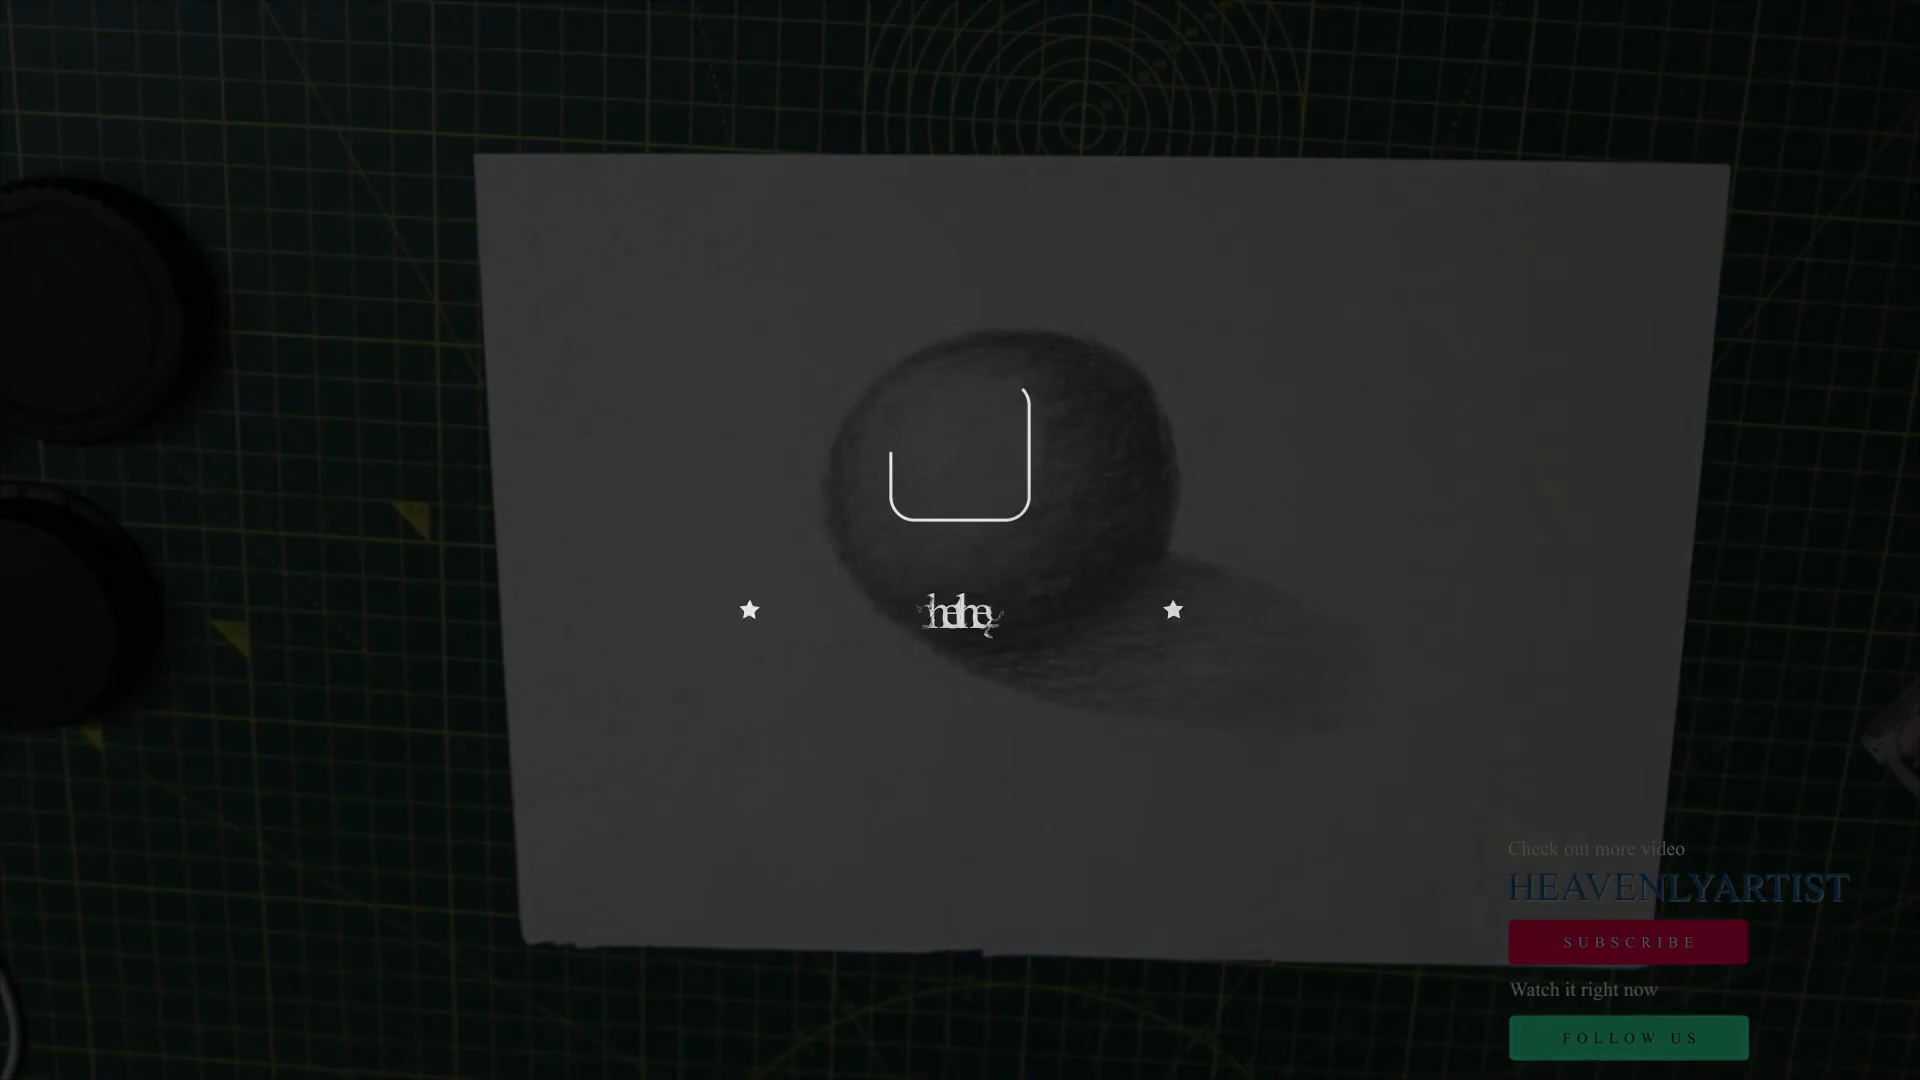 Check out more video
HEAVENLYARTIST
SUBSCRIBE
Watch it right now
FOLLOW US